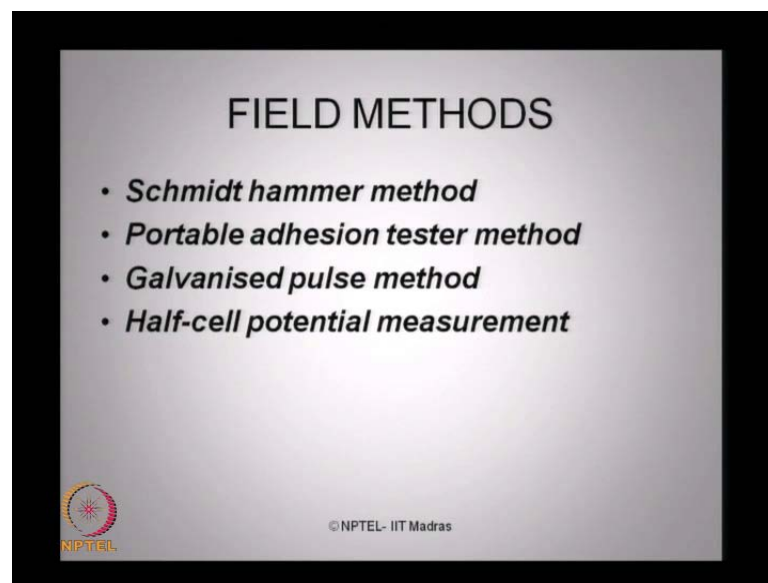 FIELD METHODS
• Schmidt hammer method
• Portable adhesion tester method
• Galvanised pulse method
• Half-cell potential measurement
© NPTEL- IIT Madras
NPTEL